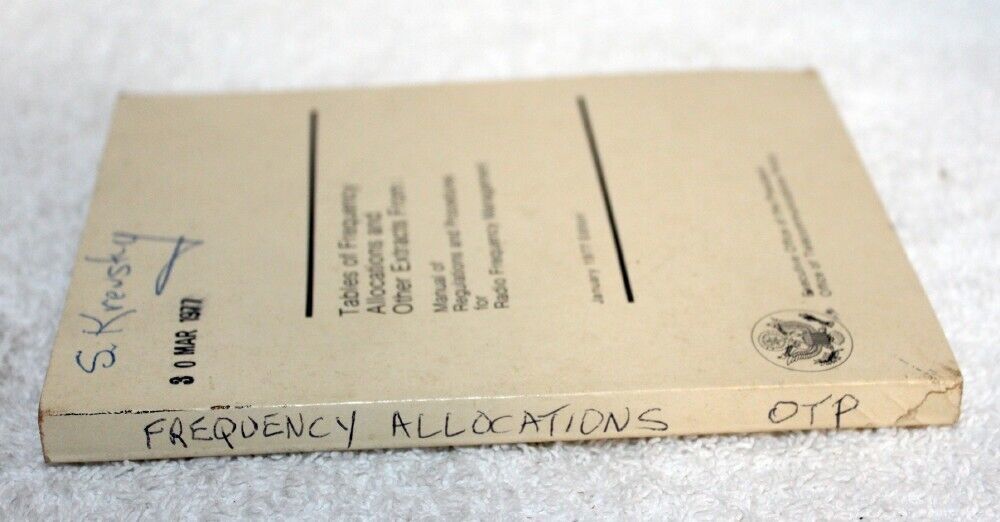 S. Krevsky
30 MAR 1977
Tables of Frequency
Allocations and
Other Extracts From:
Manual of
Regulations and Procedures
for
Radio Frequency Management
January 1977 Edition
Executive Office of the President
Office of Telecommunications Policy
FREQUENCY ALLOCATIONS OTP